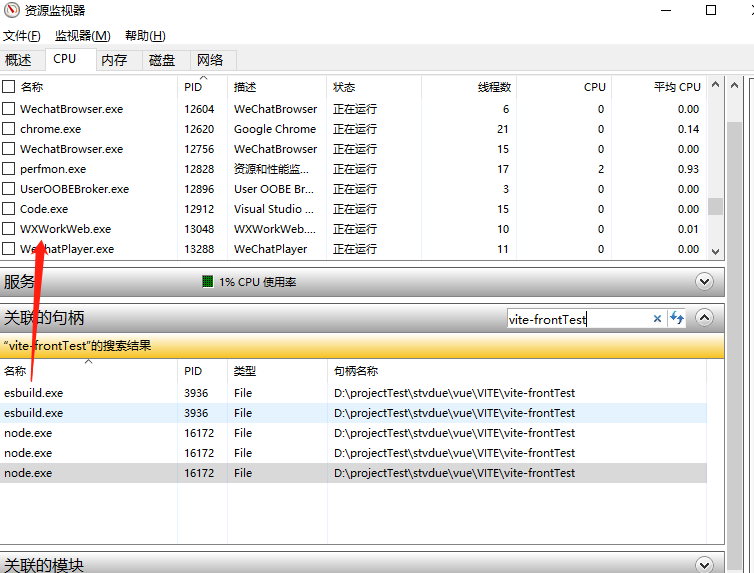 资源监视器
文件(F) 监视器(M) 帮助(H)
概述 CPU 内存 磁盘 网络
名称 PID 描述 状态 线程数 CPU 平均 CPU
WechatBrowser.exe 12604 WeChatBrowser 正在运行 6 0 0.00
chrome.exe 12620 Google Chrome 正在运行 21 0 0.14
WechatBrowser.exe 12756 WeChatBrowser 正在运行 15 0 0.00
perfmon.exe 12828 资源和性能监... 正在运行 17 2 0.93
UserOOBEBroker.exe 12896 User OOBE Br... 正在运行 3 0 0.00
Code.exe 12912 Visual Studio ... 正在运行 15 0 0.00
WXWorkWeb.exe 13048 WXWorkWeb.... 正在运行 10 0 0.01
WeChatPlayer.exe 13288 WeChatPlayer 正在运行 11 0 0.00
服务 1% CPU 使用率
关联的句柄 vite-frontTest
“vite-frontTest”的搜索结果
名称 PID 类型 句柄名称
esbuild.exe 3936 File D:\projectTest\stvdue\vue\VITE\vite-frontTest
esbuild.exe 3936 File D:\projectTest\stvdue\vue\VITE\vite-frontTest
node.exe 16172 File D:\projectTest\stvdue\vue\VITE\vite-frontTest
node.exe 16172 File D:\projectTest\stvdue\vue\VITE\vite-frontTest
node.exe 16172 File D:\projectTest\stvdue\vue\VITE\vite-frontTest
关联的模块